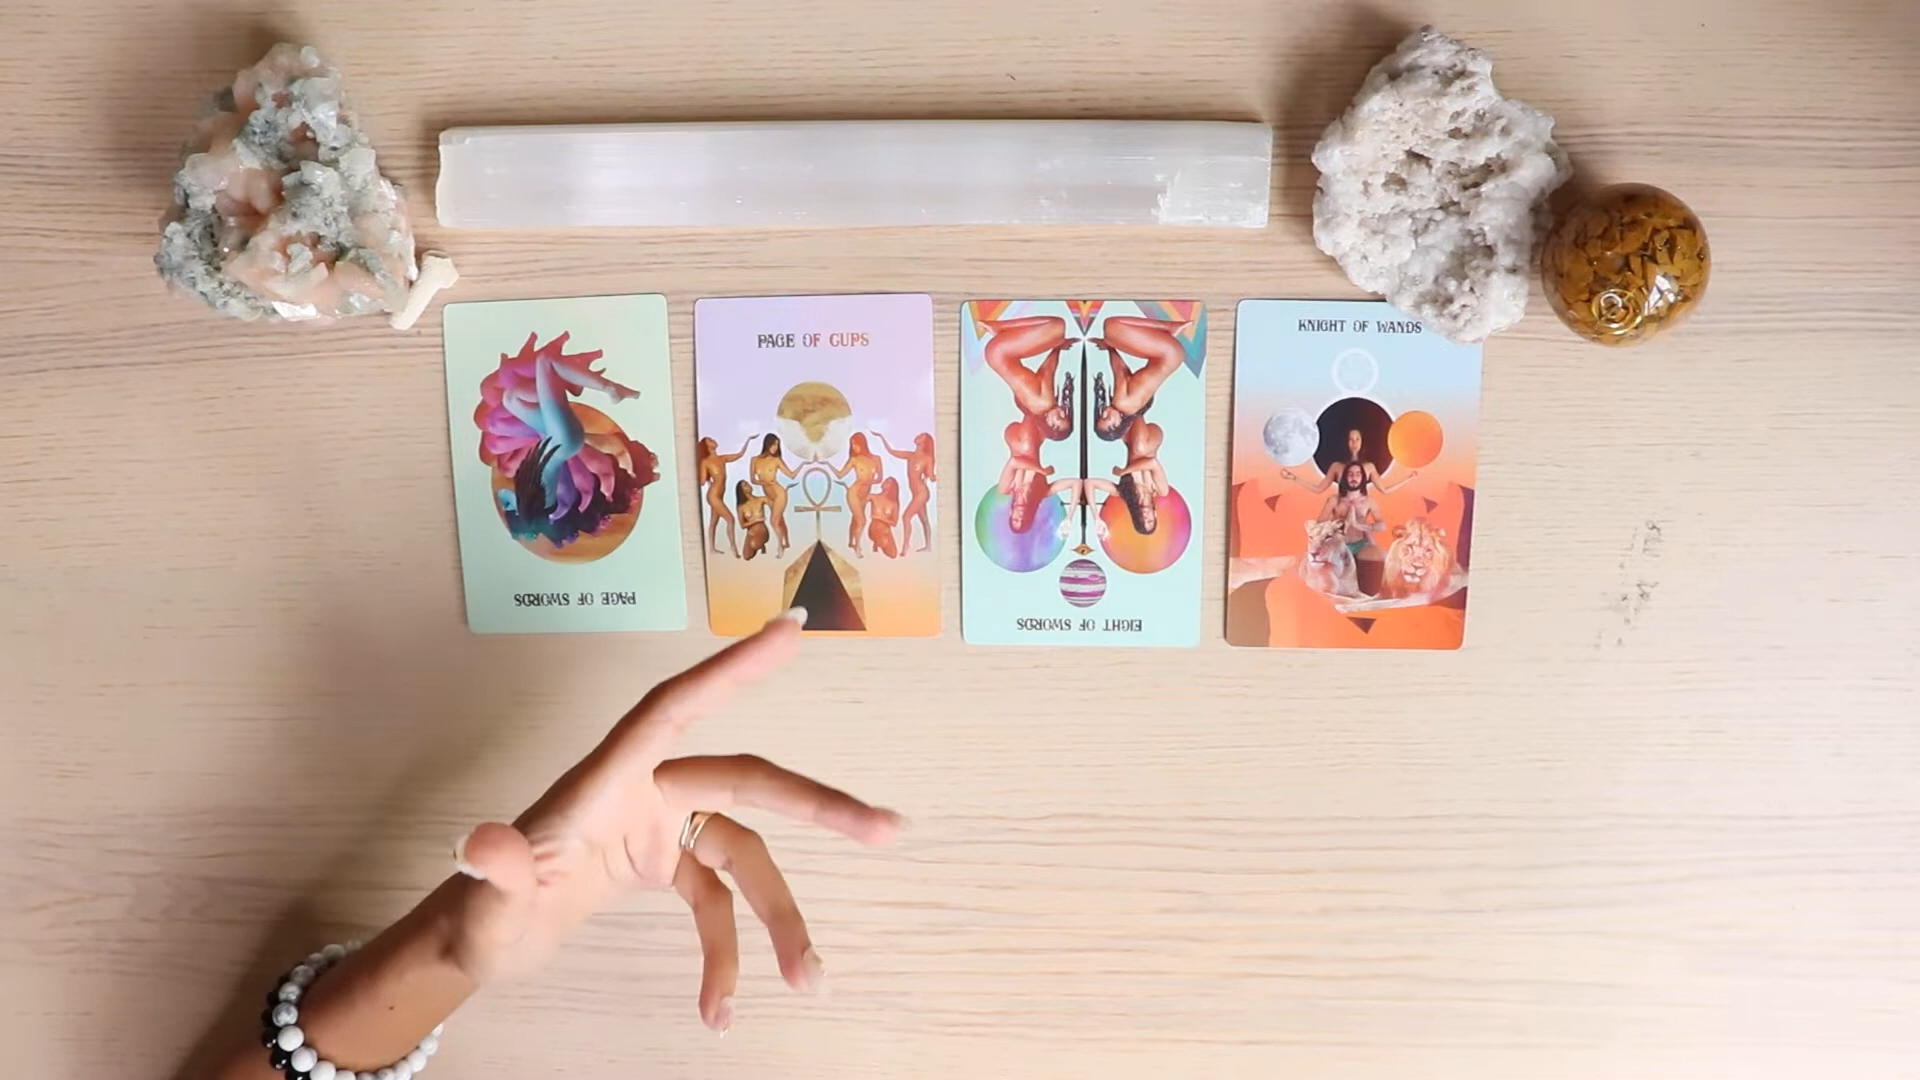 PAGE OF SWORDS
PAGE OF CUPS
EIGHT OF SWORDS
KNIGHT OF WANDS